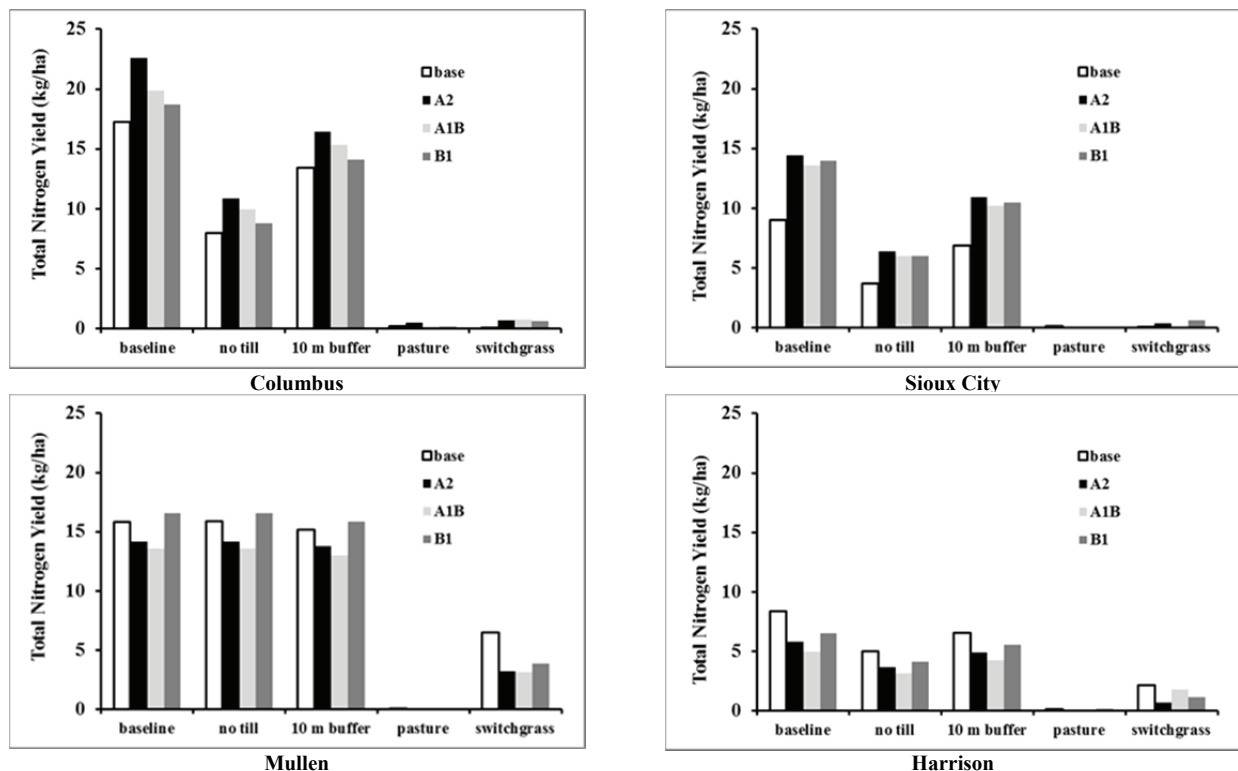 Total Nitrogen Yield (kg/ha)
25
20
15
10
5
0
base
A2
A1B
B1
baseline no till 10 m buffer pasture switchgrass
Columbus
Total Nitrogen Yield (kg/ha)
25
20
15
10
5
0
base
A2
A1B
B1
baseline no till 10 m buffer pasture switchgrass
Sioux City
Total Nitrogen Yield (kg/ha)
25
20
15
10
5
0
base
A2
A1B
B1
baseline no till 10 m buffer pasture switchgrass
Mullen
Total Nitrogen Yield (kg/ha)
25
20
15
10
5
0
base
A2
A1B
B1
baseline no till 10 m buffer pasture switchgrass
Harrison